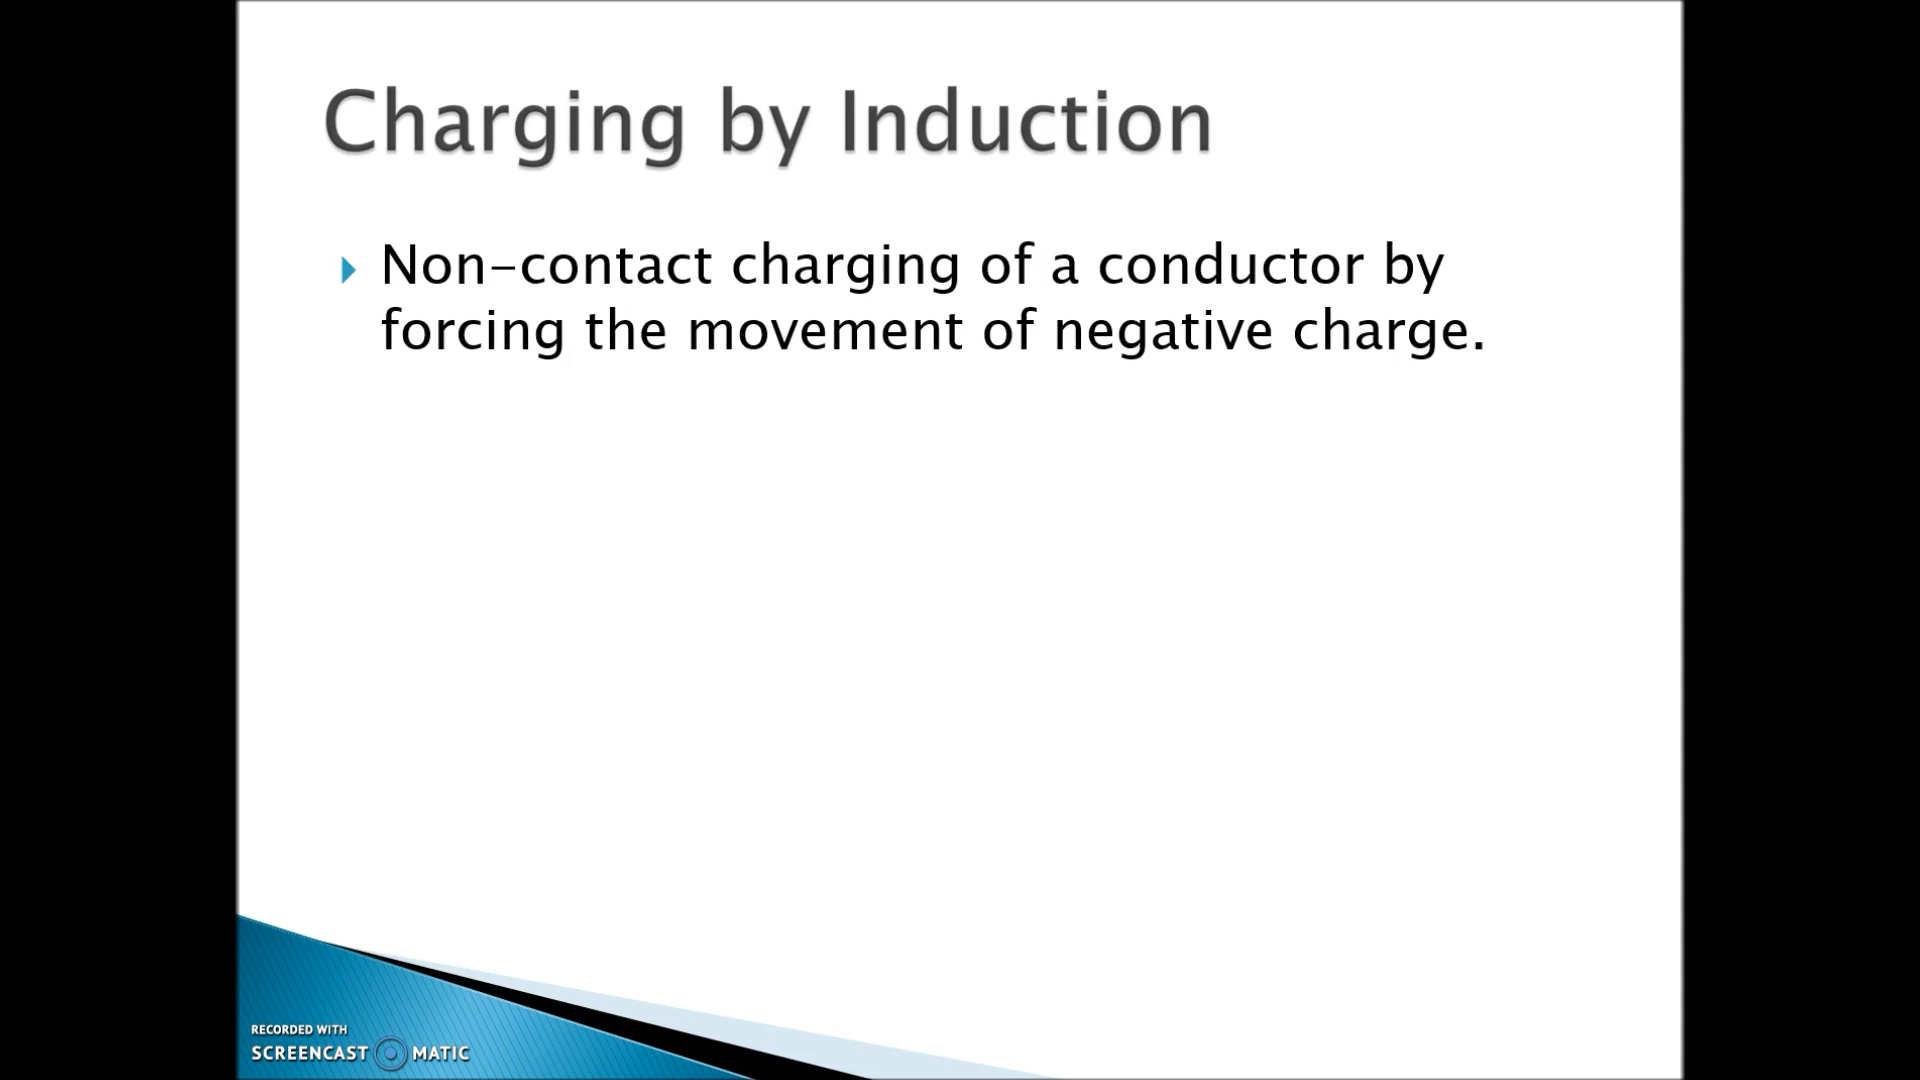 Charging by Induction
Non-contact charging of a conductor by
forcing the movement of negative charge.
RECORDED WITH
SCREENCAST MATIC